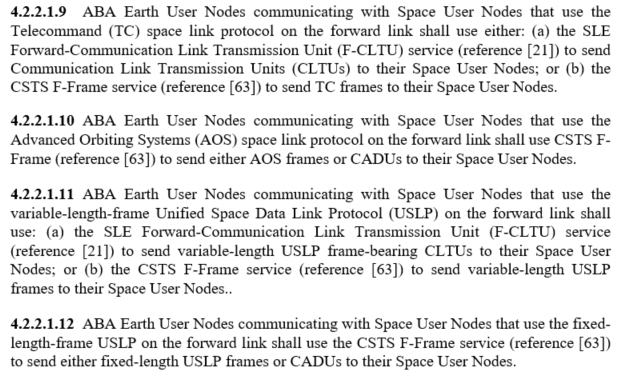 4.2.2.1.9 ABA Earth User Nodes communicating with Space User Nodes that use the
Telecommand (TC) space link protocol on the forward link shall use either: (a) the SLE
Forward-Communication Link Transmission Unit (F-CLTU) service (reference [21]) to send
Communication Link Transmission Units (CLTUs) to their Space User Nodes; or (b) the
CSTS F-Frame service (reference [63]) to send TC frames to their Space User Nodes.
4.2.2.1.10 ABA Earth User Nodes communicating with Space User Nodes that use the
Advanced Orbiting Systems (AOS) space link protocol on the forward link shall use CSTS F-
Frame (reference [63]) to send either AOS frames or CADUs to their Space User Nodes.
4.2.2.1.11 ABA Earth User Nodes communicating with Space User Nodes that use the
variable-length-frame Unified Space Data Link Protocol (USLP) on the forward link shall
use: (a) the SLE Forward-Communication Link Transmission Unit (F-CLTU) service
(reference [21]) to send variable-length USLP frame-bearing CLTUs to their Space User
Nodes; or (b) the CSTS F-Frame service (reference [63]) to send variable-length USLP
frames to their Space User Nodes..
4.2.2.1.12 ABA Earth User Nodes communicating with Space User Nodes that use the fixed-
length-frame USLP on the forward link shall use the CSTS F-Frame service (reference [63])
to send either fixed-length USLP frames or CADUs to their Space User Nodes.